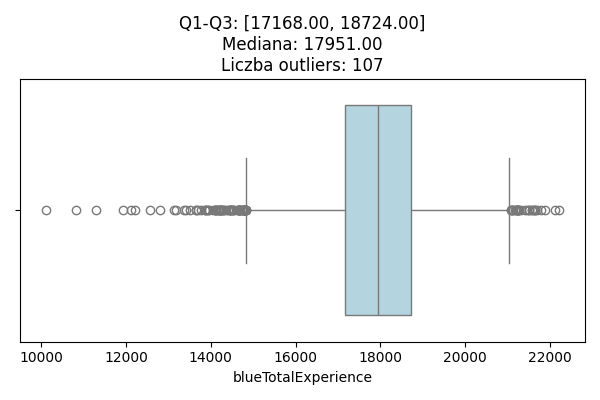 Q1-Q3: [17168.00, 18724.00]
Mediana: 17951.00
Liczba outliers: 107
10000 12000 14000 16000 18000 20000 22000
blueTotalExperience